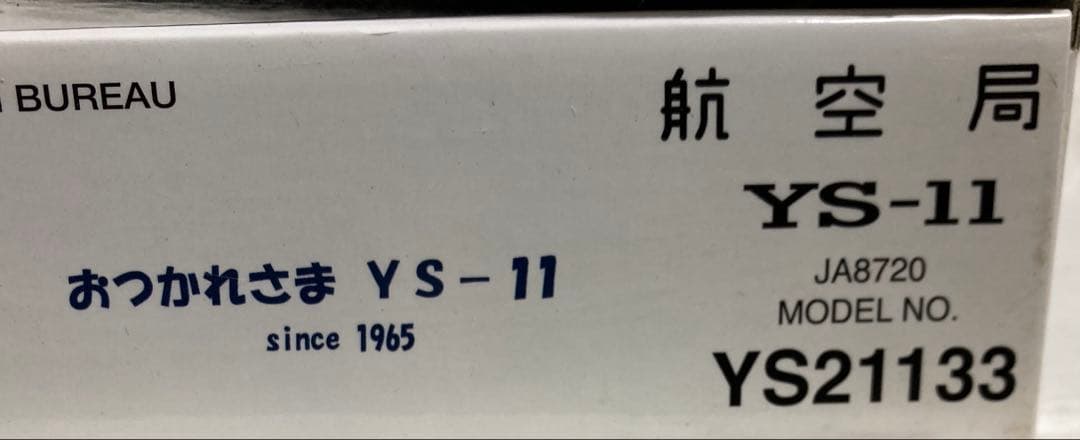 BUREAU
航空局
YS-11
JA8720
MODEL NO.
YS21133
おつかれさま YS-11
since 1965